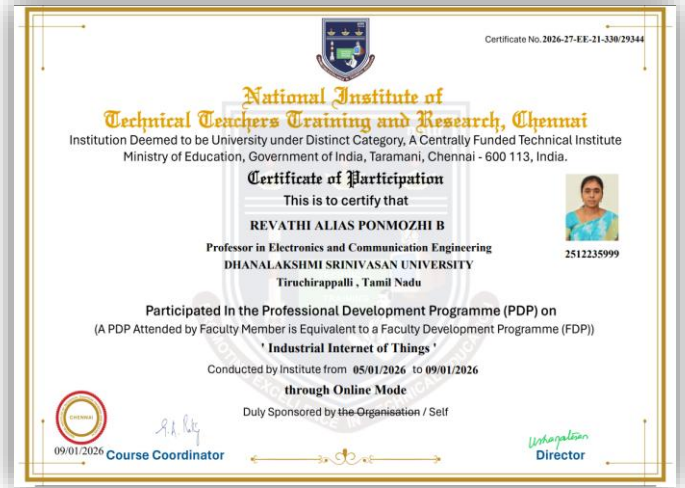 Certificate No. 2026-27-EE-21-330/29344
National Institute of
Technical Teachers Training and Research, Chennai
Institution Deemed to be University under Distinct Category, A Centrally Funded Technical Institute
Ministry of Education, Government of India, Taramani, Chennai - 600 113, India.
Certificate of Participation
This is to certify that
REVATHI ALIAS PONMOZHI B
Professor in Electronics and Communication Engineering
DHANALAKSHMI SRINIVASAN UNIVERSITY
Tiruchirappalli , Tamil Nadu
2512235999
Participated In the Professional Development Programme (PDP) on
(A PDP Attended by Faculty Member is Equivalent to a Faculty Development Programme (FDP))
' Industrial Internet of Things '
Conducted by Institute from 05/01/2026 to 09/01/2026
through Online Mode
Duly Sponsored by the Organisation / Self
CHENNAI
09/01/2026 Course Coordinator
Director